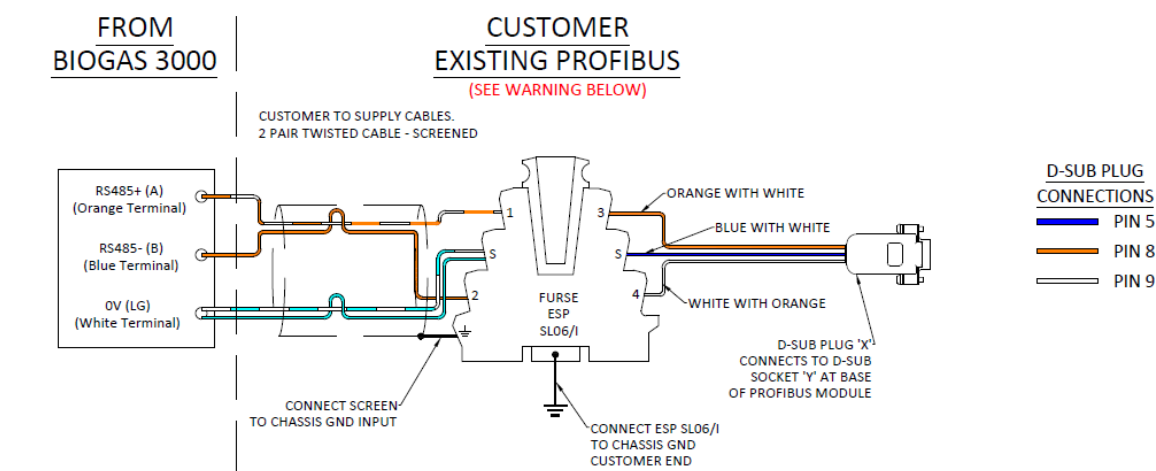 FROM
BIOGAS 3000
CUSTOMER
EXISTING PROFIBUS
(SEE WARNING BELOW)
CUSTOMER TO SUPPLY CABLES.
2 PAIR TWISTED CABLE - SCREENED
RS485+ (A)
(Orange Terminal)
RS485- (B)
(Blue Terminal)
0V (LG)
(White Terminal)
1
S
2
3
S
4
FURSE
ESP
SL06/I
ORANGE WITH WHITE
BLUE WITH WHITE
WHITE WITH ORANGE
D-SUB PLUG 'X'
CONNECTS TO D-SUB
SOCKET 'Y' AT BASE
OF PROFIBUS MODULE
CONNECT SCREEN
TO CHASSIS GND INPUT
CONNECT ESP SL06/I
TO CHASSIS GND
CUSTOMER END
D-SUB PLUG
CONNECTIONS
PIN 5
PIN 8
PIN 9